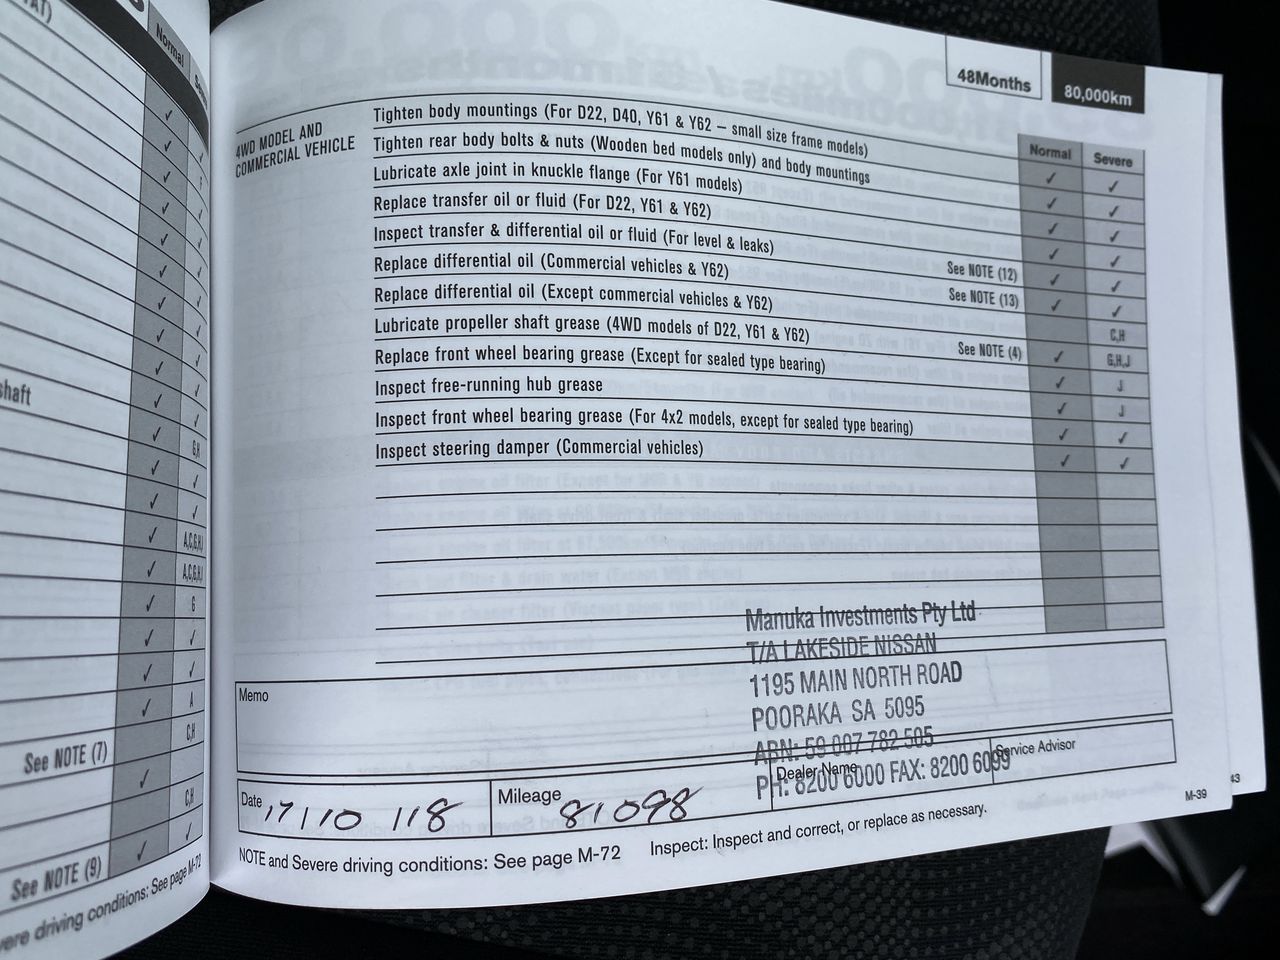 48Months
80,000km
Normal
Severe
4WD MODEL AND
COMMERCIAL VEHICLE
Tighten body mountings (For D22, D40, Y61 & Y62 – small size frame models) ✓ ✓
Tighten rear body bolts & nuts (Wooden bed models only) and body mountings ✓ ✓
Lubricate axle joint in knuckle flange (For Y61 models) ✓ ✓
Replace transfer oil or fluid (For D22, Y61 & Y62) See NOTE (12) ✓ ✓
Inspect transfer & differential oil or fluid (For level & leaks) See NOTE (13) ✓ ✓
Replace differential oil (Commercial vehicles & Y62) ✓ ✓
Replace differential oil (Except commercial vehicles & Y62) See NOTE (4) C,H
Lubricate propeller shaft grease (4WD models of D22, Y61 & Y62) ✓ G,H,J
Replace front wheel bearing grease (Except for sealed type bearing) ✓ J
Inspect free-running hub grease ✓ J
Inspect front wheel bearing grease (For 4x2 models, except for sealed type bearing) ✓ ✓
Inspect steering damper (Commercial vehicles) ✓ ✓
Manuka Investments Pty Ltd
T/A LAKESIDE NISSAN
1195 MAIN NORTH ROAD
POORAKA SA 5095
ABN: 59 007 782 505
PH: 8200 6000 FAX: 8200 6099
Memo
Date 17/10/18
Mileage 81098
Dealer Name
Service Advisor
NOTE and Severe driving conditions: See page M-72
Inspect: Inspect and correct, or replace as necessary.
M-39
43
Normal
shaft
G,H
A,C,G,H,J
A,C,G,H,J
G
A
C,H
See NOTE (7)
C,H
See NOTE (9)
driving conditions: See page M-72